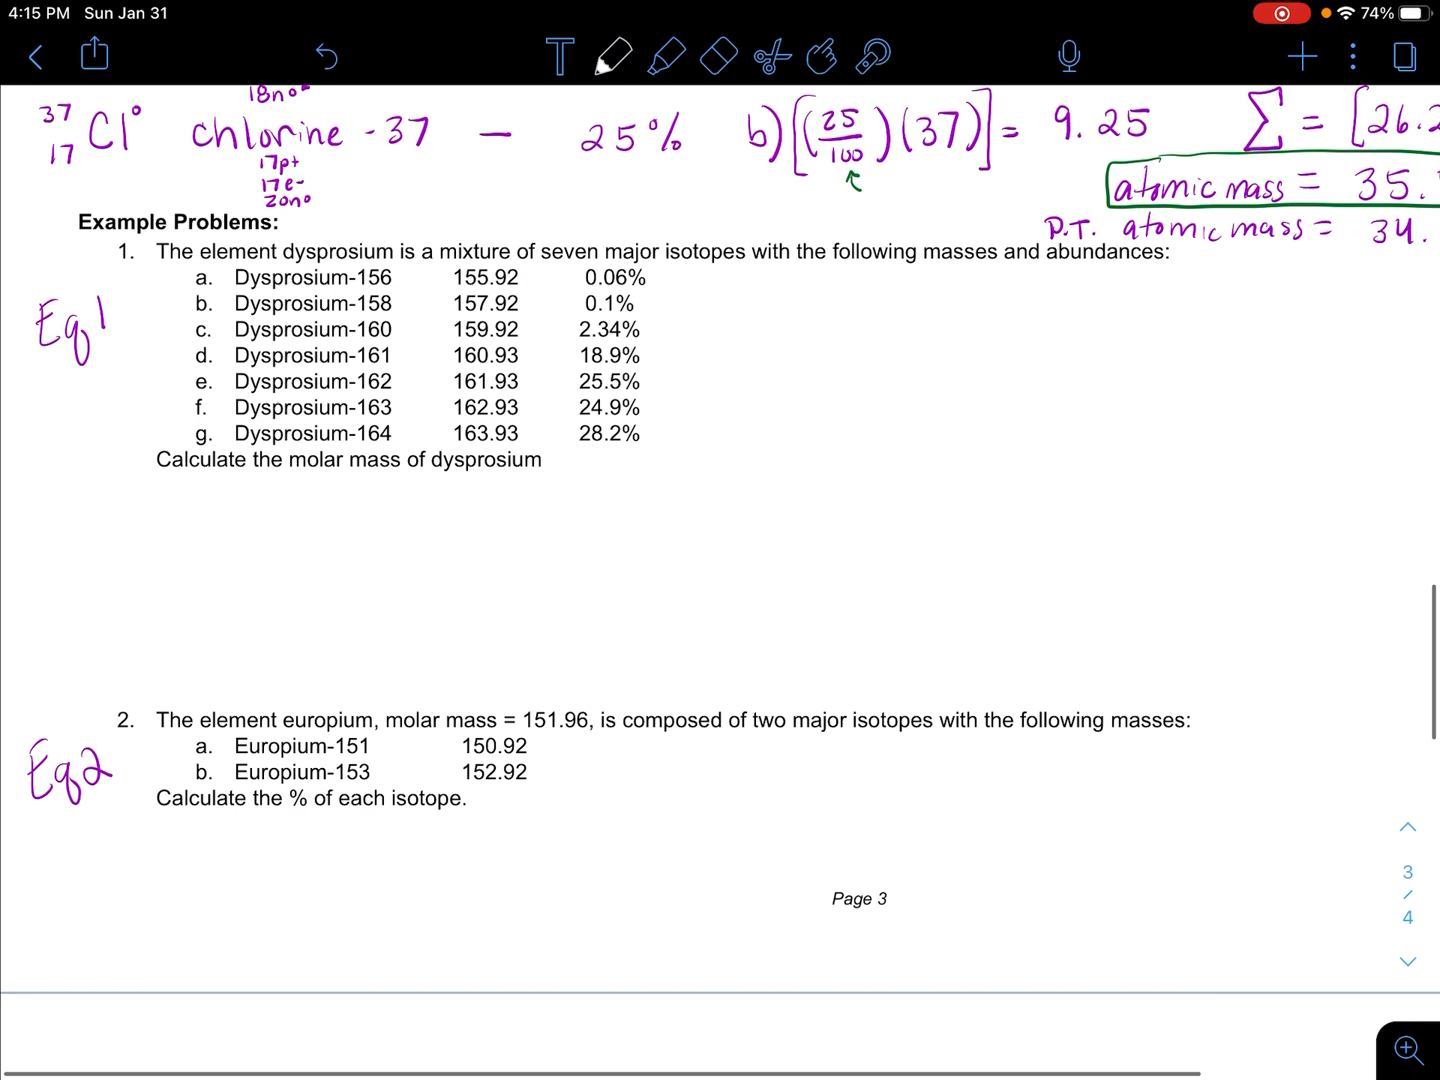 4:15 PM Sun Jan 31 74%
18n0
37 Cl° chlorine - 37 — 25% b) [(25/100)(37)] = 9.25 Σ = [26.2
17
17p+
17e-
20n°
atomic mass = 35.
P.T. atomic mass = 34.
Example Problems:
1. The element dysprosium is a mixture of seven major isotopes with the following masses and abundances:
a. Dysprosium-156 155.92 0.06%
b. Dysprosium-158 157.92 0.1%
Eq 1
c. Dysprosium-160 159.92 2.34%
d. Dysprosium-161 160.93 18.9%
e. Dysprosium-162 161.93 25.5%
f. Dysprosium-163 162.93 24.9%
g. Dysprosium-164 163.93 28.2%
Calculate the molar mass of dysprosium
2. The element europium, molar mass = 151.96, is composed of two major isotopes with the following masses:
a. Europium-151 150.92
Eq 2
b. Europium-153 152.92
Calculate the % of each isotope.
Page 3
3
/
4